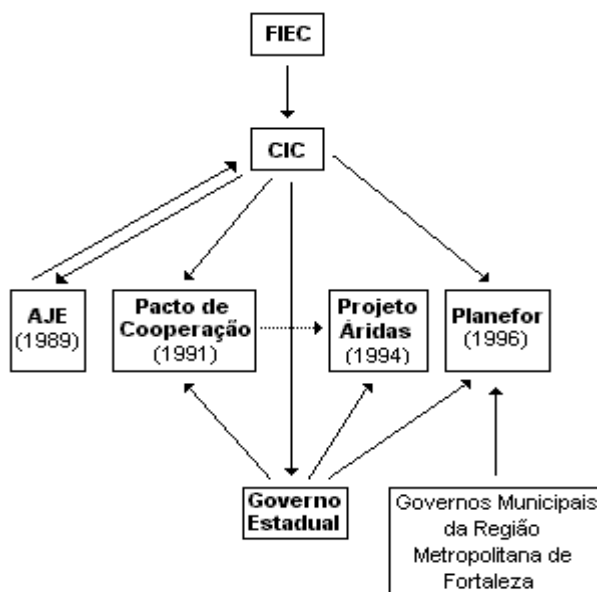 FIEC
CIC
AJE
(1989)
Pacto de
Cooperação
(1991)
Projeto
Áridas
(1994)
Planefor
(1996)
Governo
Estadual
Governos Municipais
da Região
Metropolitana de
Fortaleza